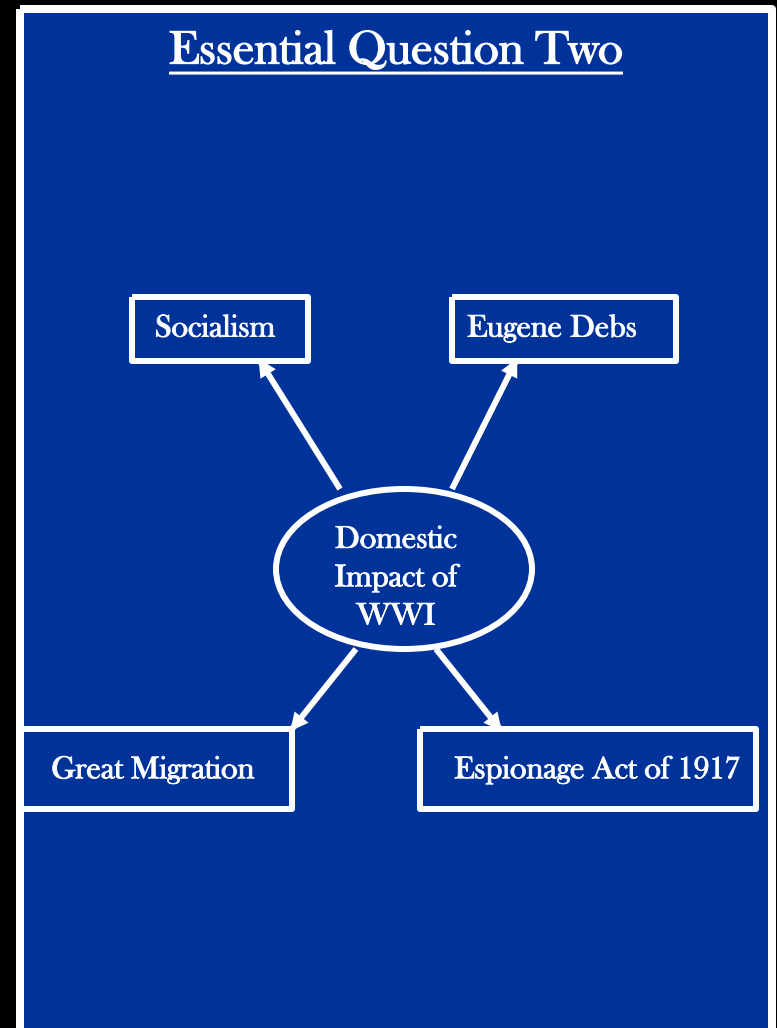 Essential Question Two
Socialism
Eugene Debs
Domestic
Impact of
WWI
Great Migration
Espionage Act of 1917